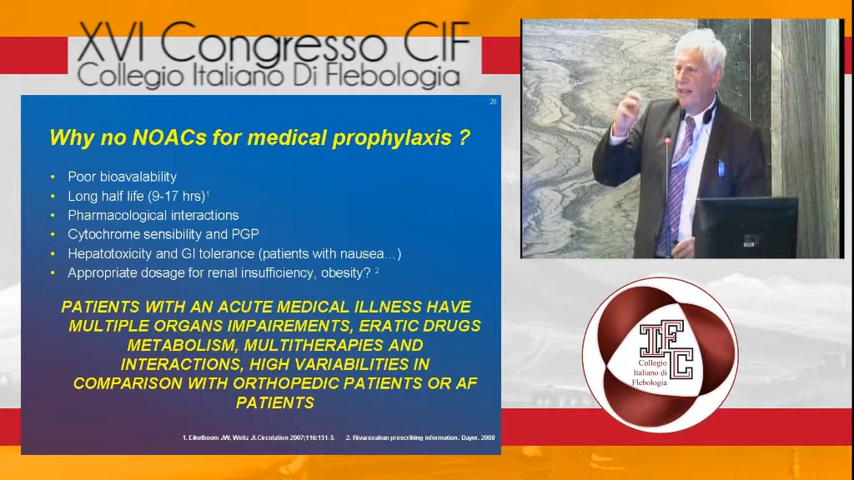 XVI Congresso CIF
Collegio Italiano Di Flebologia
28
Why no NOACs for medical prophylaxis ?
• Poor bioavalability
• Long half life (9-17 hrs)1
• Pharmacological interactions
• Cytochrome sensibility and PGP
• Hepatotoxicity and GI tolerance (patients with nausea...)
• Appropriate dosage for renal insufficiency, obesity? 2
PATIENTS WITH AN ACUTE MEDICAL ILLNESS HAVE
MULTIPLE ORGANS IMPAIREMENTS, ERATIC DRUGS
METABOLISM, MULTITHERAPIES AND
INTERACTIONS, HIGH VARIABILITIES IN
COMPARISON WITH ORTHOPEDIC PATIENTS OR AF
PATIENTS
1. Eikelboom JW, Weitz JI.Circulation 2007;116:131-3. 2. Rivaroxaban prescribing information. Bayer. 2009
IFC
Collegio
Italiano di
Flebologia